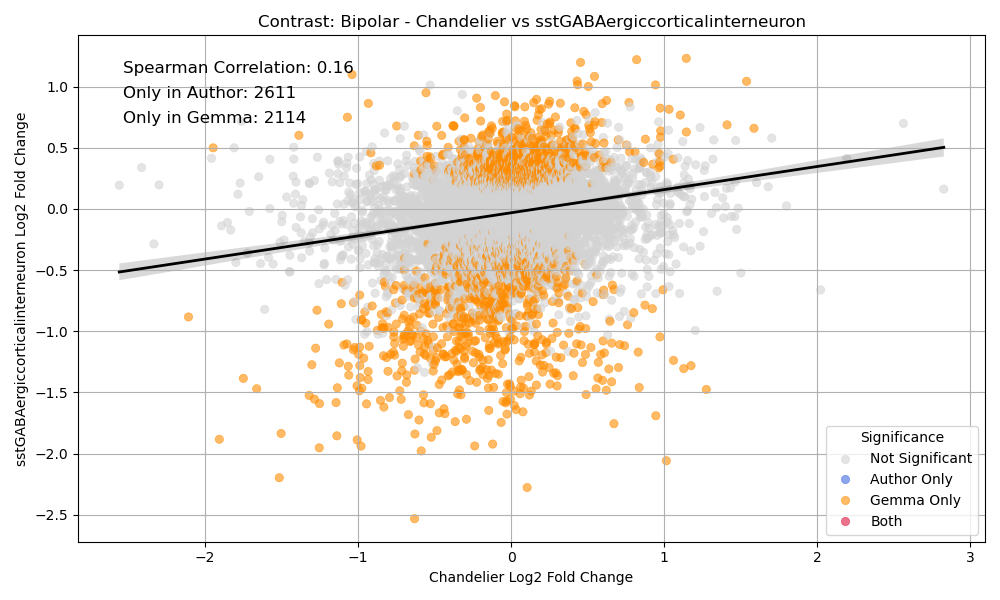 Contrast: Bipolar - Chandelier vs sstGABAergiccorticalinterneuron
Spearman Correlation: 0.16
Only in Author: 2611
Only in Gemma: 2114
sstGABAergiccorticalinterneuron Log2 Fold Change
1.0
0.5
0.0
−0.5
−1.0
−1.5
−2.0
−2.5
Significance
Not Significant
Author Only
Gemma Only
Both
−2
−1
0
1
2
3
Chandelier Log2 Fold Change